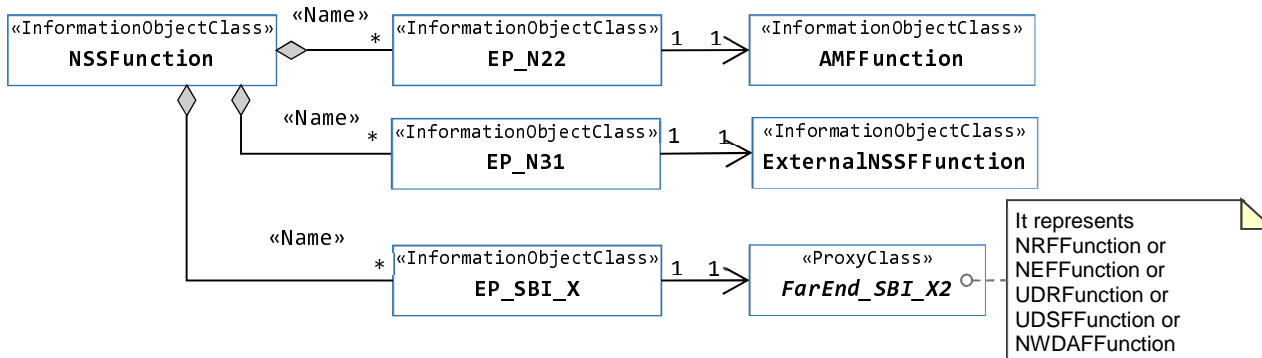 «Name»
«InformationObjectClass»
NSSFunction
*
«InformationObjectClass»
EP_N22
1 1
«InformationObjectClass»
AMFFunction
«Name»
*
«InformationObjectClass»
EP_N31
1 1
«InformationObjectClass»
ExternalNSSFFunction
«Name»
*
«InformationObjectClass»
EP_SBI_X
1 1
«ProxyClass»
FarEnd_SBI_X2
It represents
NRFFunction or
NEFFunction or
UDRFunction or
UDSFFunction or
NWDAFFunction